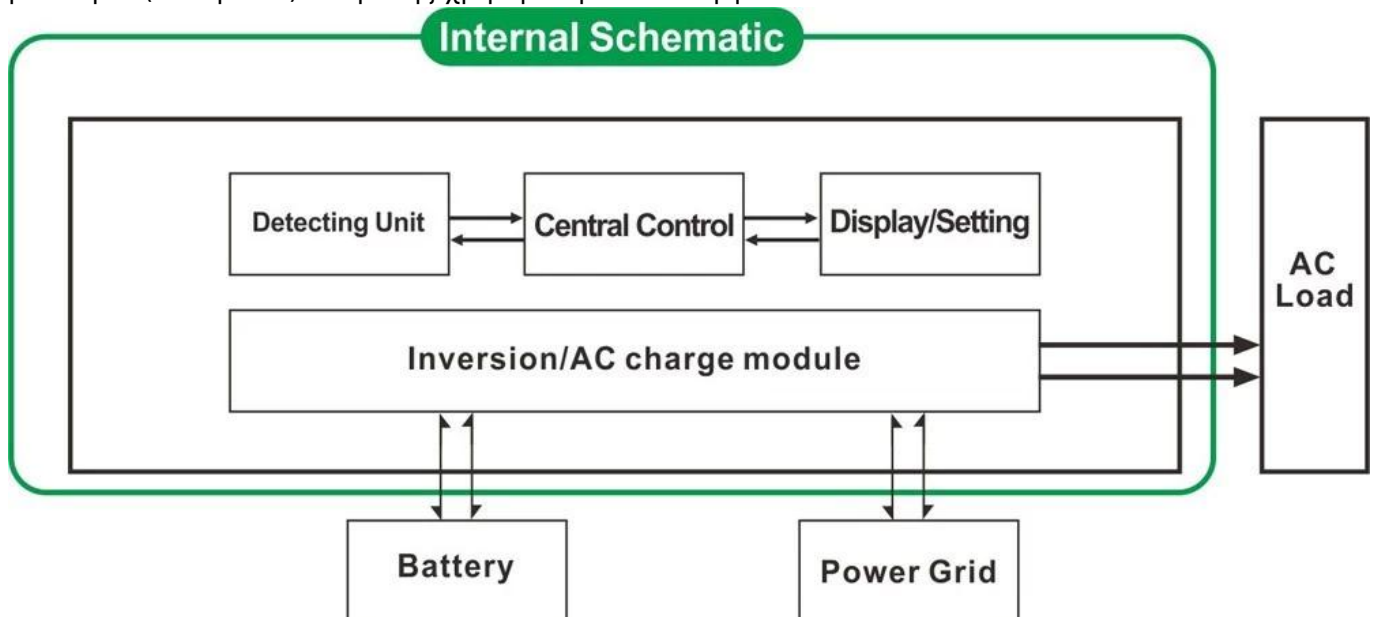 Internal Schematic
Detecting Unit
Central Control
Display/Setting
AC
Load
Inversion/AC charge module
Battery
Power Grid